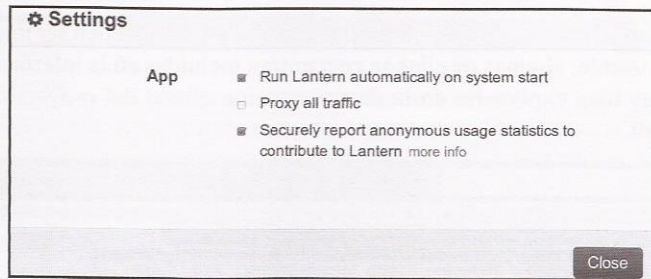 Settings
App
Run Lantern automatically on system start
Proxy all traffic
Securely report anonymous usage statistics to
contribute to Lantern more info
Close